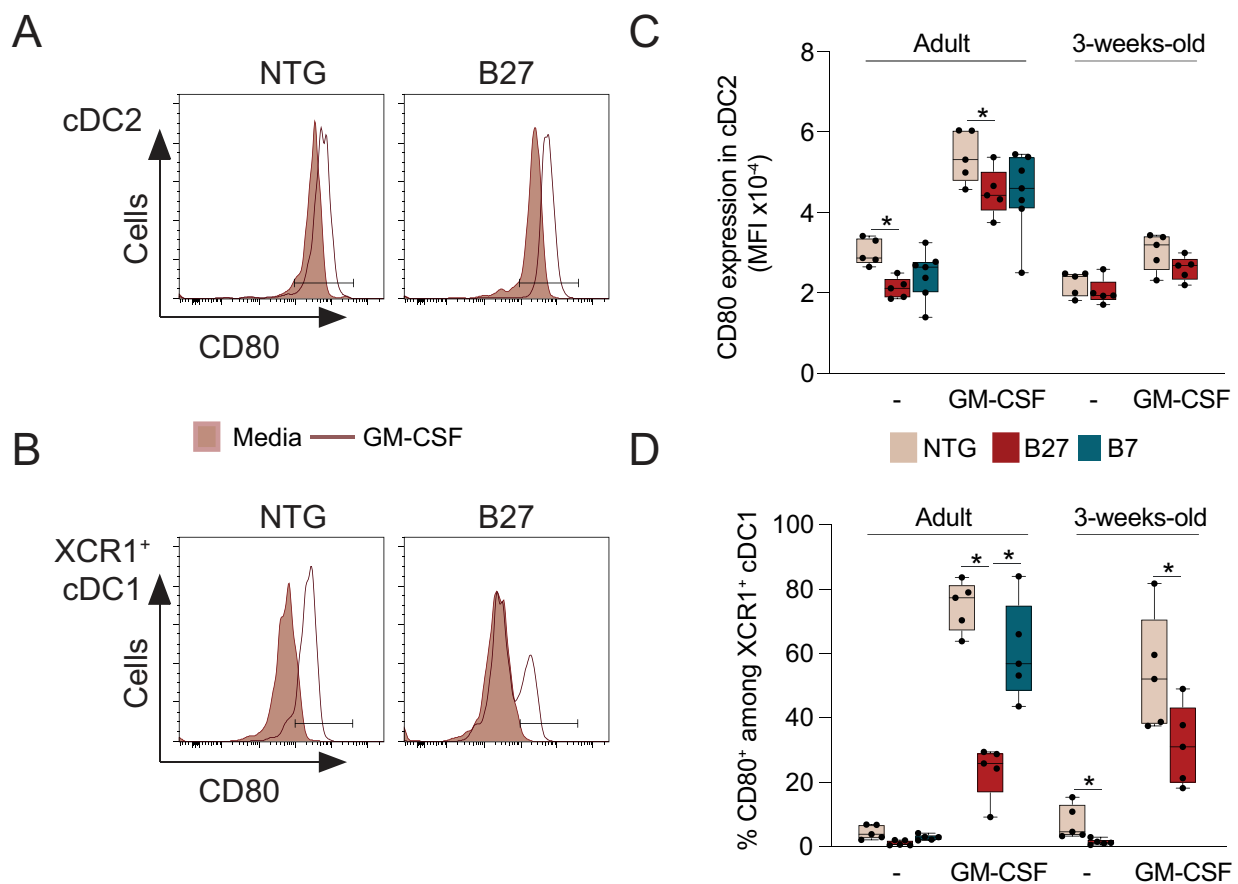 A
NTG
B27
cDC2
Cells
CD80
Media
GM-CSF
B
NTG
B27
XCR1⁺
cDC1
Cells
CD80
C
Adult
3-weeks-old
CD80 expression in cDC2
(MFI x10⁻⁴)
8
6
4
2
0
*
*
-
GM-CSF
-
GM-CSF
NTG
B27
B7
D
Adult
3-weeks-old
% CD80⁺ among XCR1⁺ cDC1
100
80
60
40
20
0
*
*
*
*
-
GM-CSF
-
GM-CSF